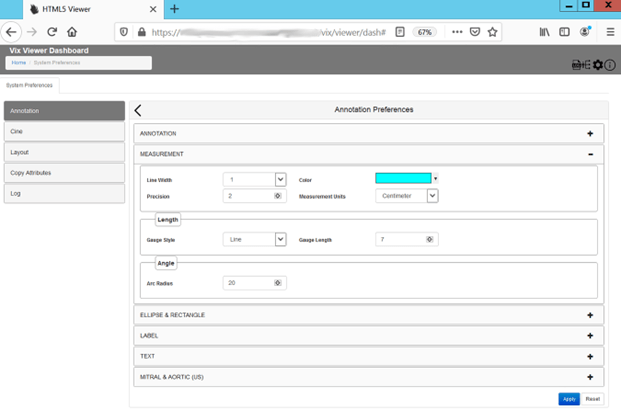 HTML5 Viewer
https://
vix/viewer/dash#
67%
Vix Viewer Dashboard
Home / System Preferences
System Preferences
Annotation
Cine
Layout
Copy Attributes
Log
Annotation Preferences
ANNOTATION
MEASUREMENT
Line Width 1 Color
Precision 2 Measurement Units Centimeter
Length
Gauge Style Line Gauge Length 7
Angle
Arc Radius 20
ELLIPSE & RECTANGLE
LABEL
TEXT
MITRAL & AORTIC (US)
Apply Reset